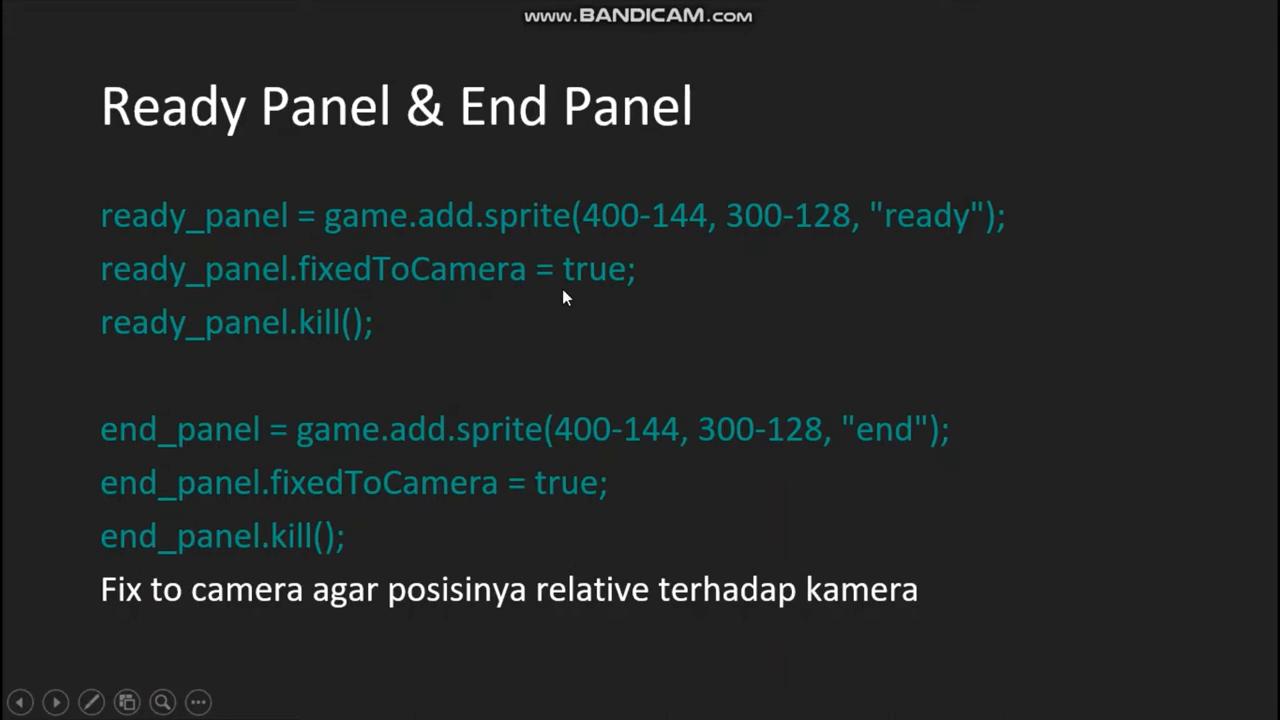 www.BANDICAM.com
Ready Panel & End Panel
ready_panel = game.add.sprite(400-144, 300-128, "ready");
ready_panel.fixedToCamera = true;
ready_panel.kill();
end_panel = game.add.sprite(400-144, 300-128, "end");
end_panel.fixedToCamera = true;
end_panel.kill();
Fix to camera agar posisinya relative terhadap kamera